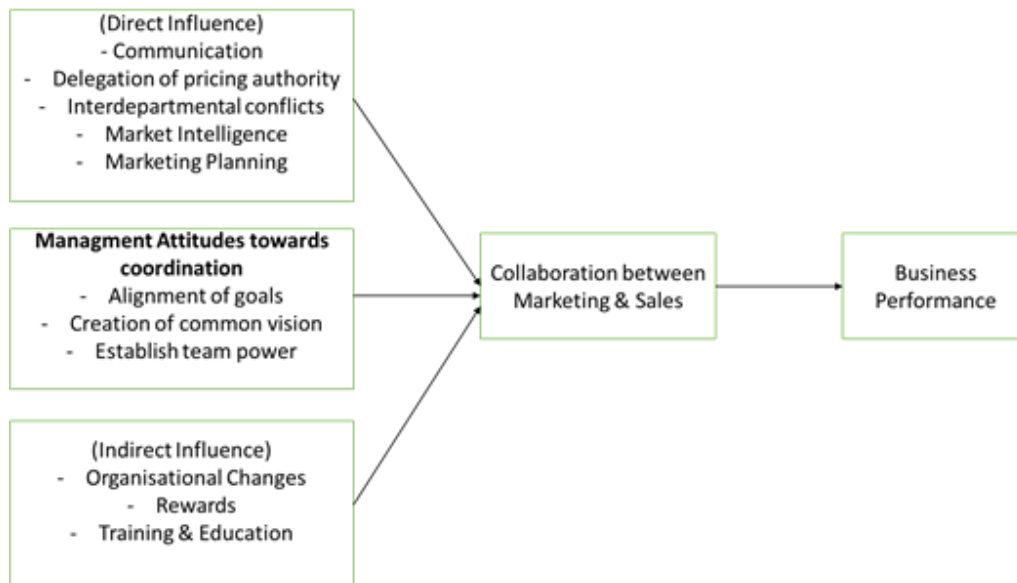 (Direct Influence)
- Communication
- Delegation of pricing authority
- Interdepartmental conflicts
- Market Intelligence
- Marketing Planning
Managment Attitudes towards
coordination
- Alignment of goals
- Creation of common vision
- Establish team power
(Indirect Influence)
- Organisational Changes
- Rewards
- Training & Education
Collaboration between
Marketing & Sales
Business
Performance